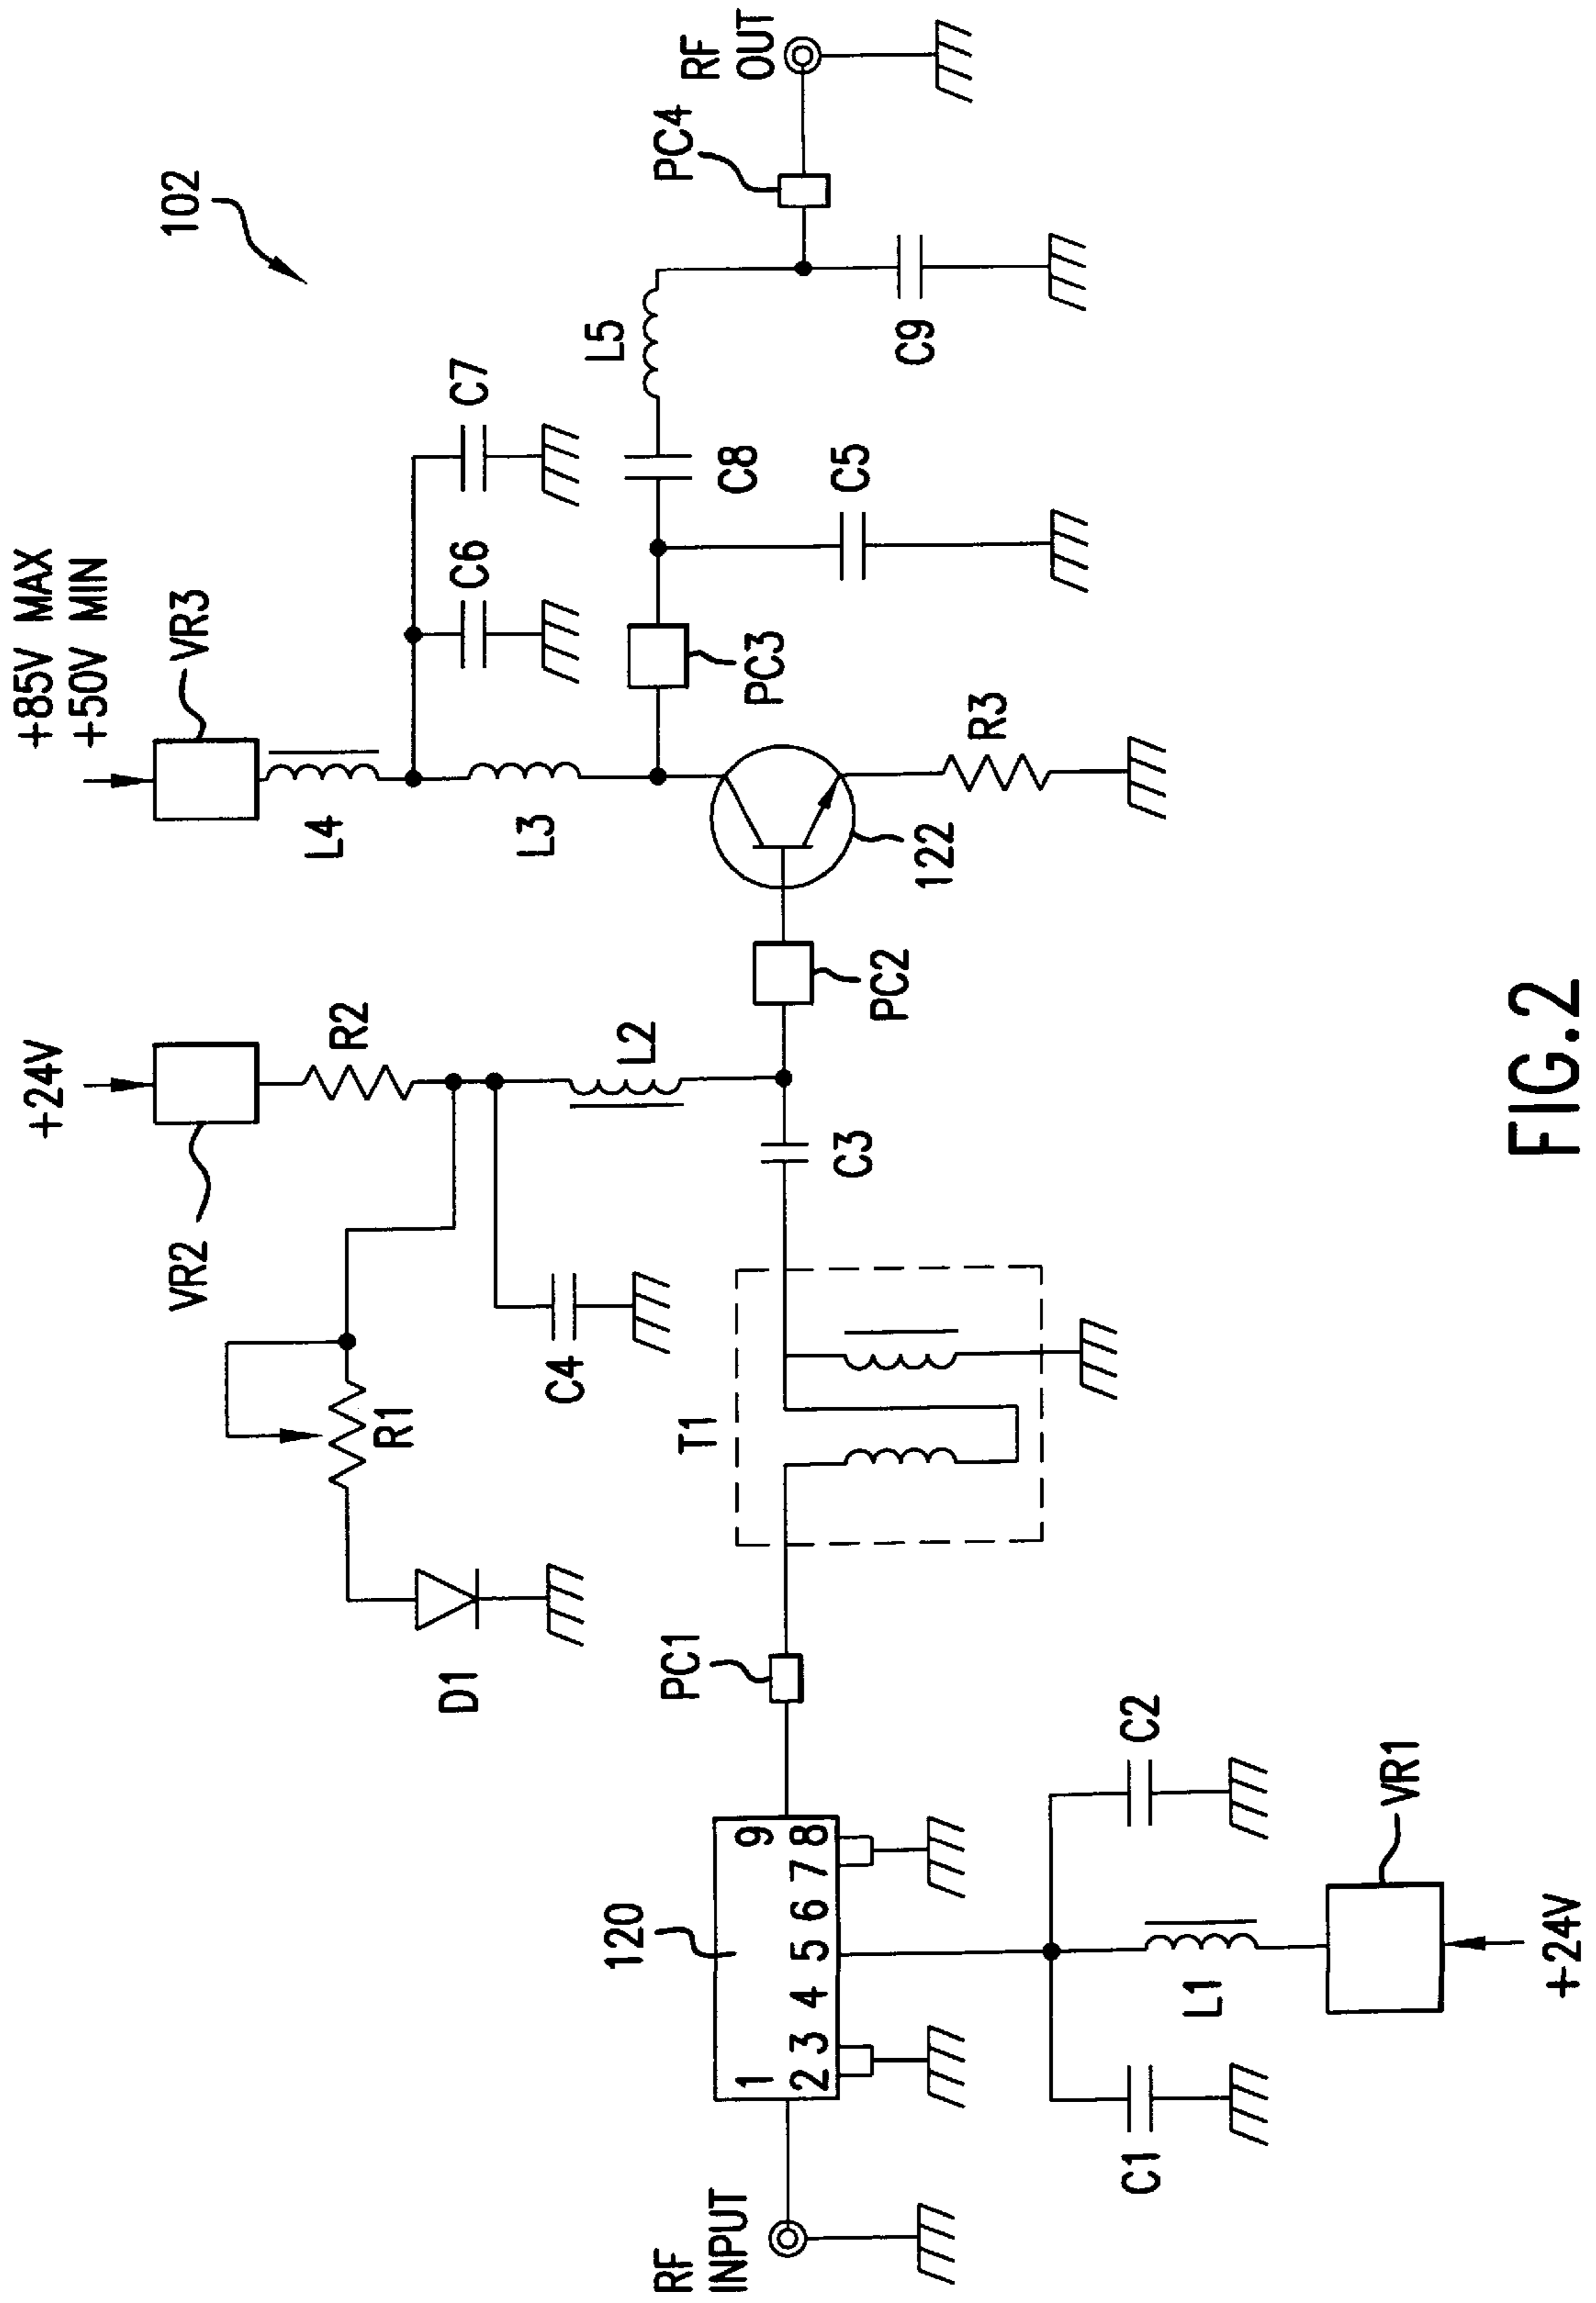 102
+85V MAX
+50V MIN
VR3
L4
L3
C6
C7
+24V
VR2
R2
L2
R1
D1
C4
T1
C3
PC2
122
R3
PC3
C8
C5
L5
C9
PC4
RF
OUT
PC1
120
1
9
2 3 4 5 6 7 8
RF
INPUT
C1
C2
L1
VR1
+24V
FIG.2